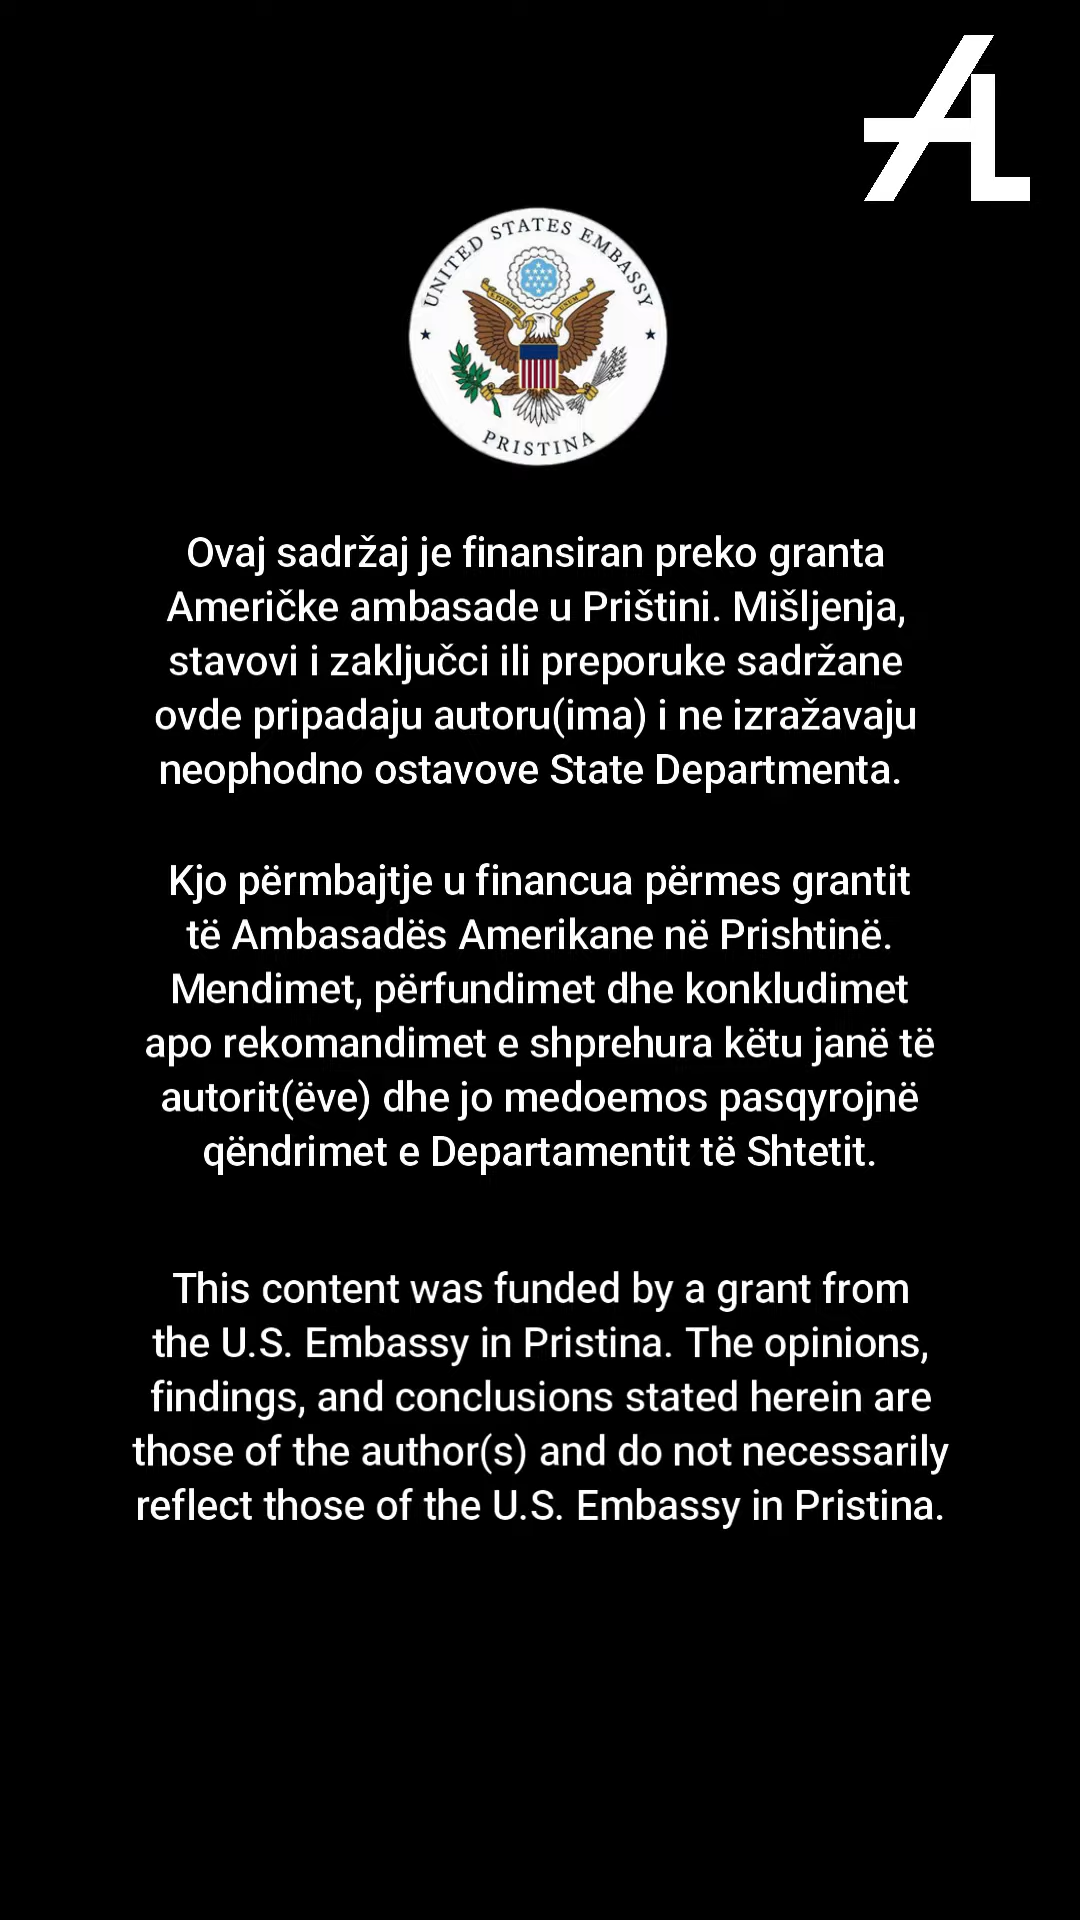 AL
UNITED STATES EMBASSY
E PLURIBUS UNUM
PRISTINA
Ovaj sadržaj je finansiran preko granta
Američke ambasade u Prištini. Mišljenja,
stavovi i zaključci ili preporuke sadržane
ovde pripadaju autoru(ima) i ne izražavaju
neophodno ostavove State Departmenta.
Kjo përmbajtje u financua përmes grantit
të Ambasadës Amerikane në Prishtinë.
Mendimet, përfundimet dhe konkludimet
apo rekomandimet e shprehura këtu janë të
autorit(ëve) dhe jo medoemos pasqyrojnë
qëndrimet e Departamentit të Shtetit.
This content was funded by a grant from
the U.S. Embassy in Pristina. The opinions,
findings, and conclusions stated herein are
those of the author(s) and do not necessarily
reflect those of the U.S. Embassy in Pristina.